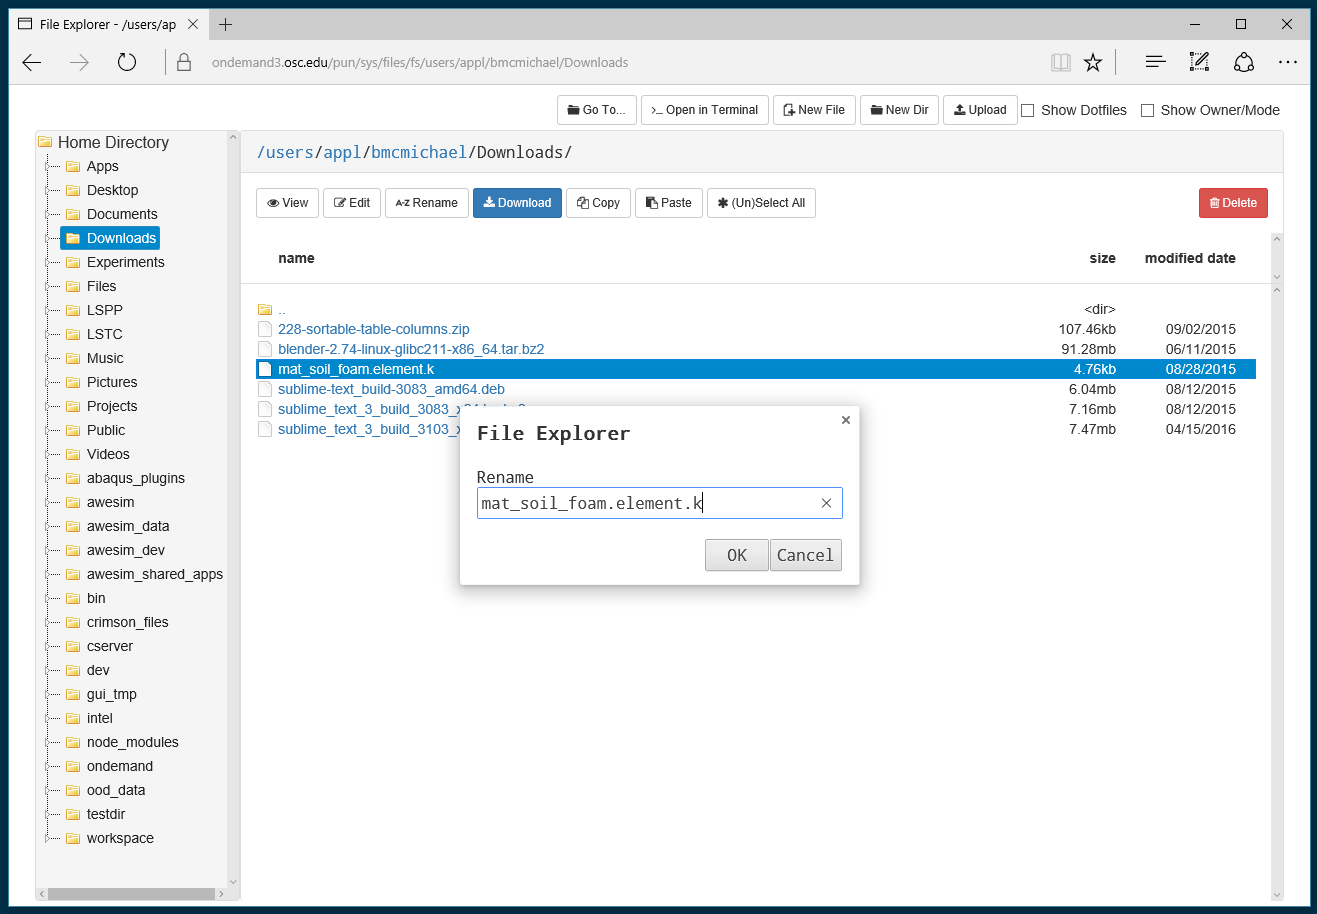 File Explorer - /users/ap
ondemand3.osc.edu/pun/sys/files/fs/users/appl/bmcmichael/Downloads
Go To... >_ Open in Terminal New File New Dir Upload Show Dotfiles Show Owner/Mode
Home Directory
Apps
Desktop
Documents
Downloads
Experiments
Files
LSPP
LSTC
Music
Pictures
Projects
Public
Videos
abaqus_plugins
awesim
awesim_data
awesim_dev
awesim_shared_apps
bin
crimson_files
cserver
dev
gui_tmp
intel
node_modules
ondemand
ood_data
testdir
workspace
/users/appl/bmcmichael/Downloads/
View Edit A-Z Rename Download Copy Paste (Un)Select All Delete
name size modified date
.. <dir>
228-sortable-table-columns.zip 107.46kb 09/02/2015
blender-2.74-linux-glibc211-x86_64.tar.bz2 91.28mb 06/11/2015
mat_soil_foam.element.k 4.76kb 08/28/2015
sublime-text_build-3083_amd64.deb 6.04mb 08/12/2015
sublime_text_3_build_3083_ 7.16mb 08/12/2015
sublime_text_3_build_3103_ 7.47mb 04/15/2016
File Explorer
Rename
mat_soil_foam.element.k
OK Cancel